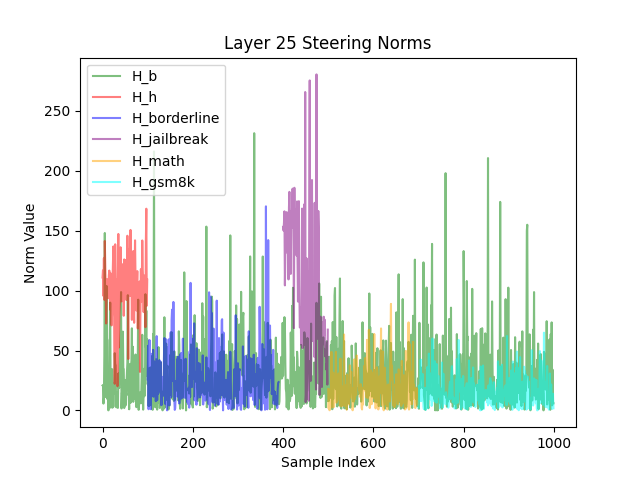 Layer 25 Steering Norms
H_b
H_h
H_borderline
H_jailbreak
H_math
H_gsm8k
Norm Value
250
200
150
100
50
0
0 200 400 600 800 1000
Sample Index